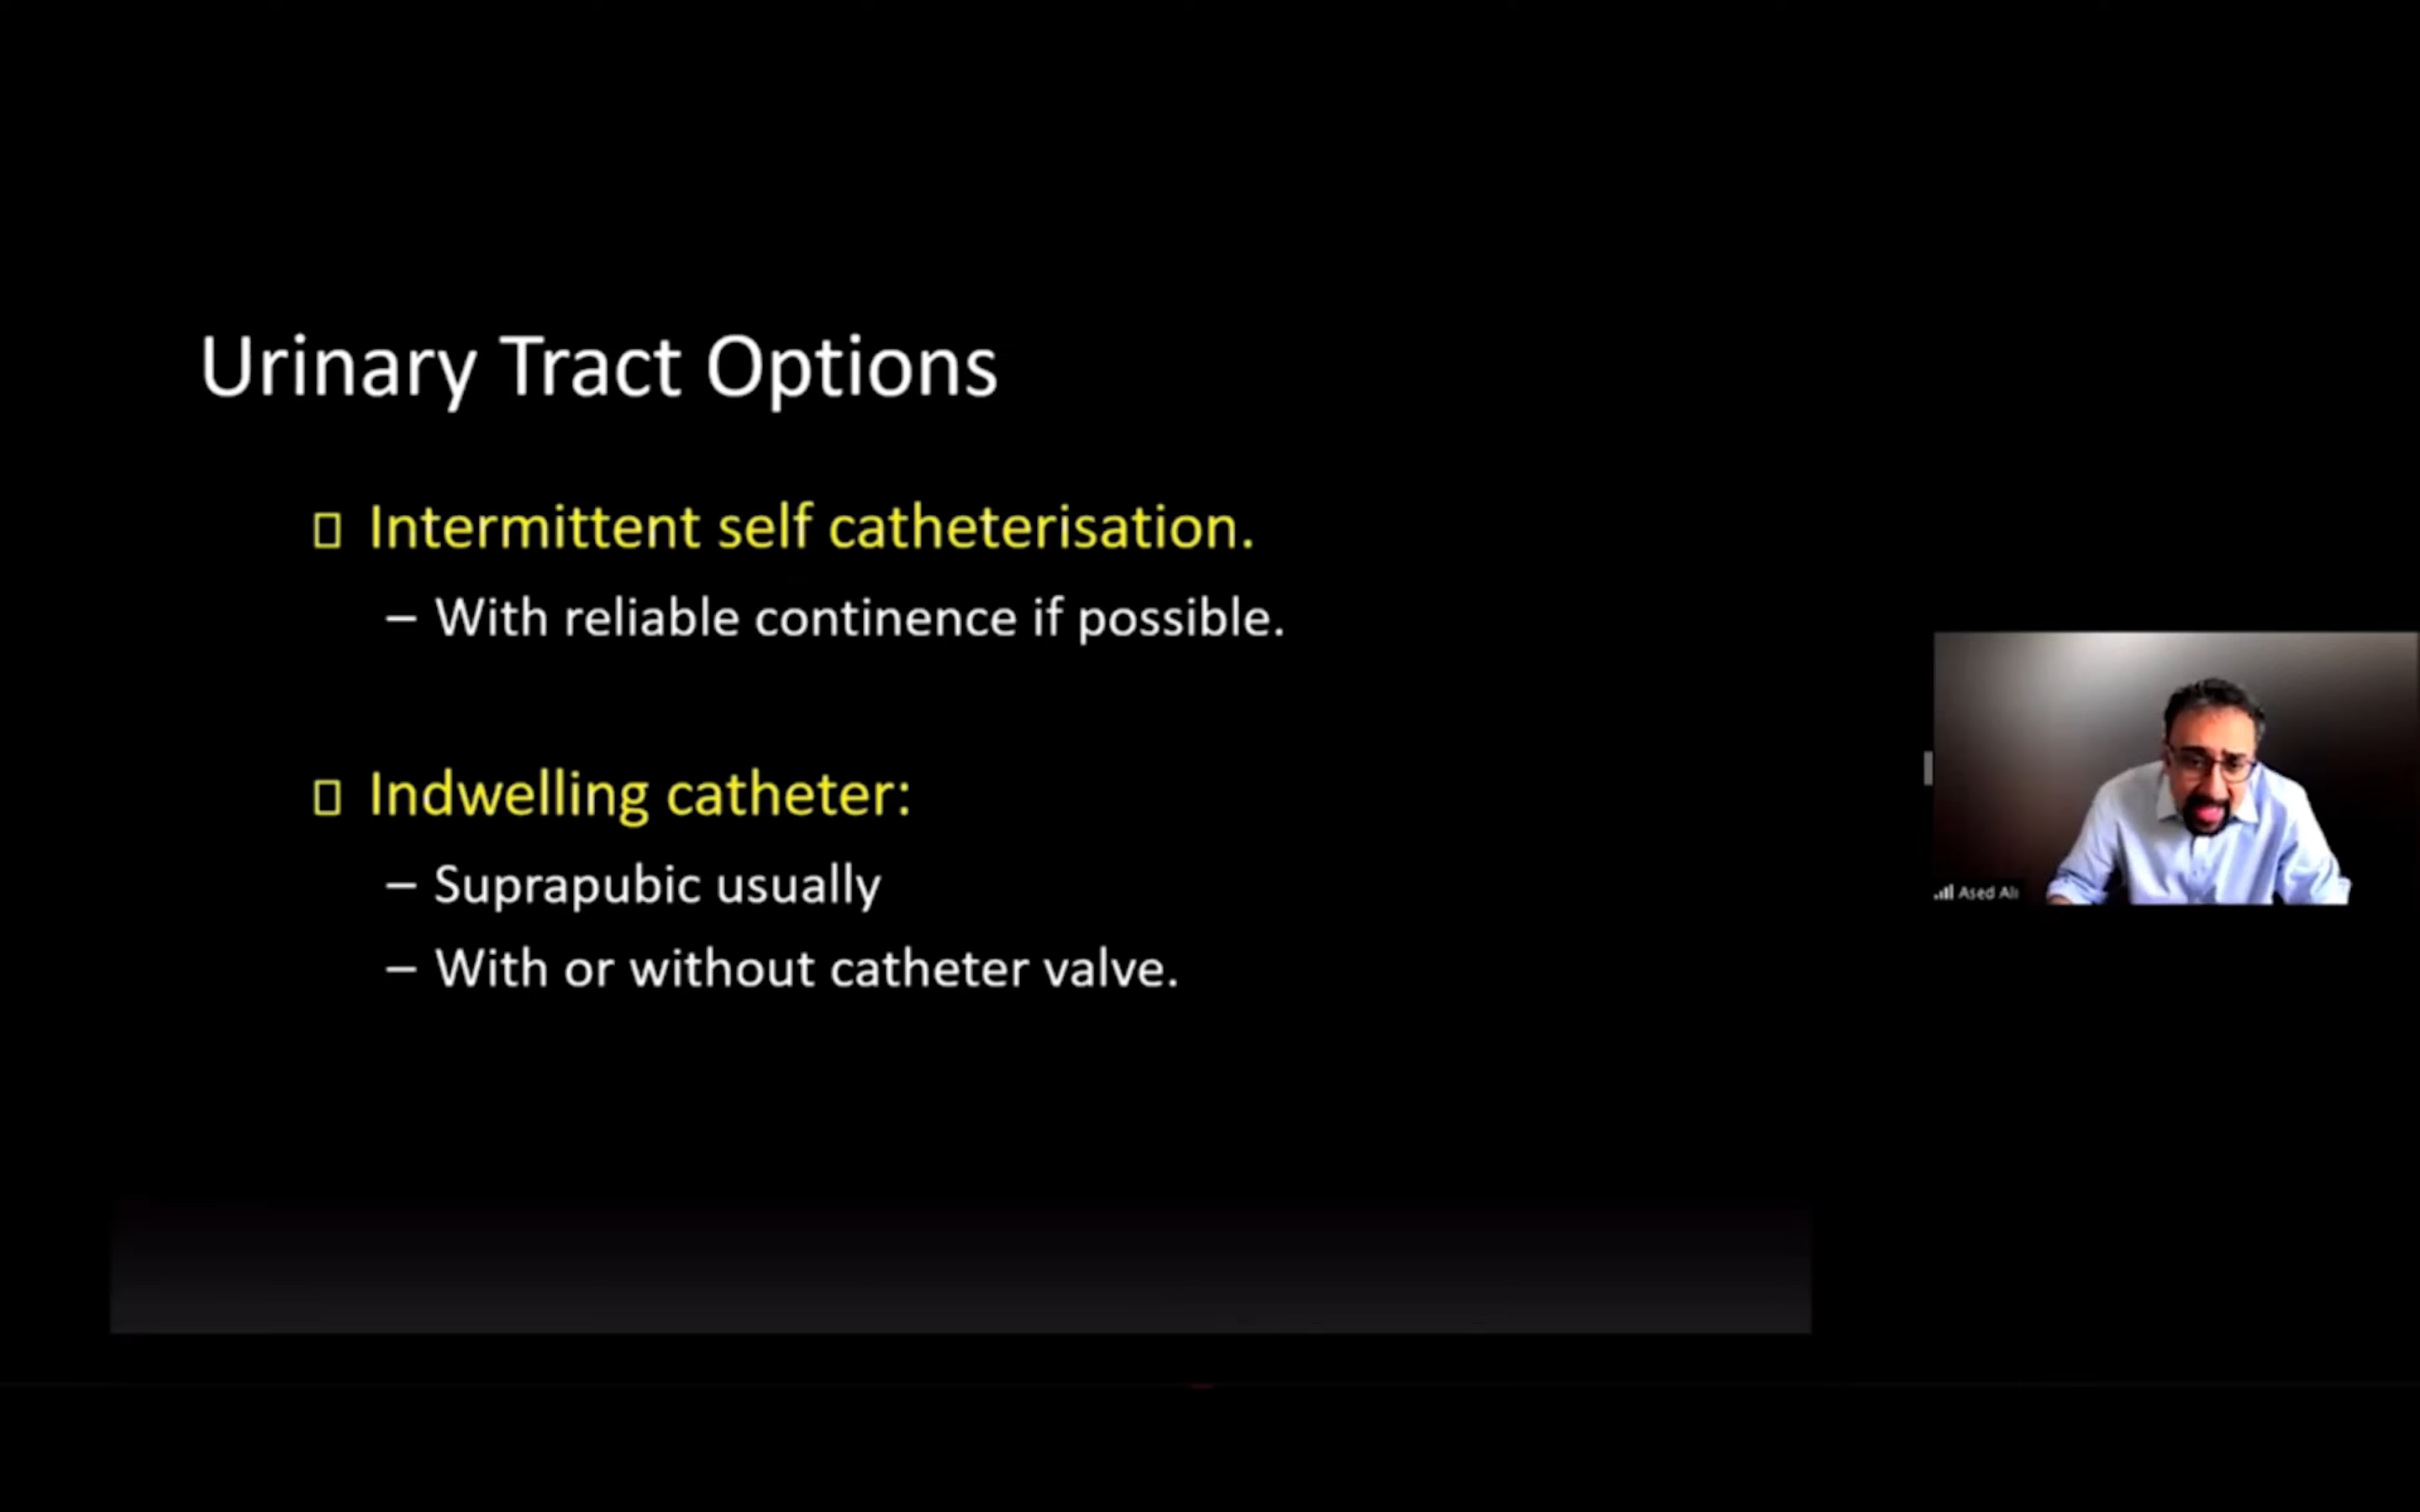 Urinary Tract Options
Intermittent self catheterisation.
– With reliable continence if possible.
Indwelling catheter:
– Suprapubic usually
– With or without catheter valve.
Ased Ali